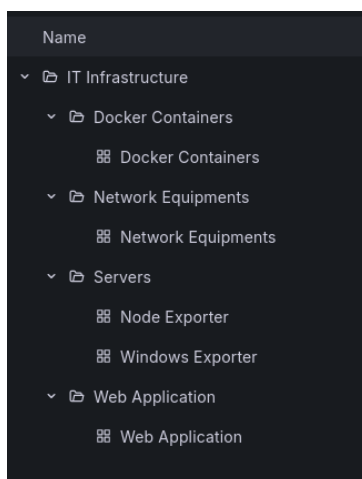 Name
IT Infrastructure
Docker Containers
Docker Containers
Network Equipments
Network Equipments
Servers
Node Exporter
Windows Exporter
Web Application
Web Application